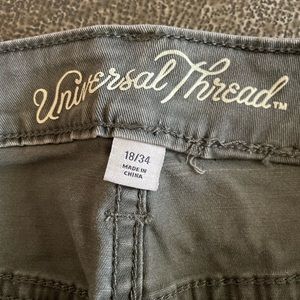 Universal Thread™
18/34
MADE IN
CHINA